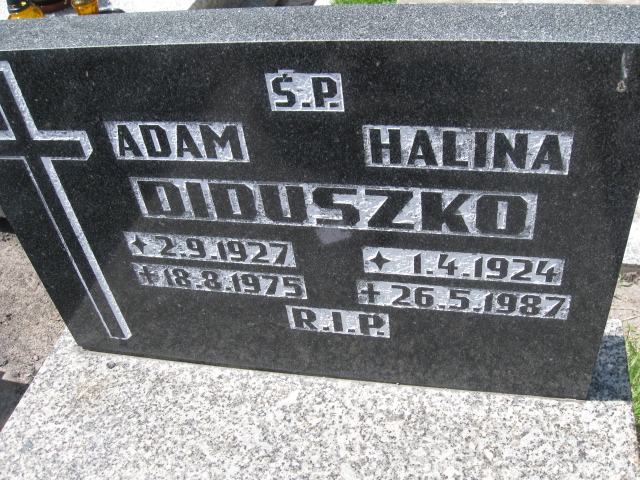 Ś.P.
ADAM HALINA
DIDUSZKO
✦ 2.9.1927 ✦ 1.4.1924
✝ 18.8.1975 ✝ 26.5.1987
R.I.P.